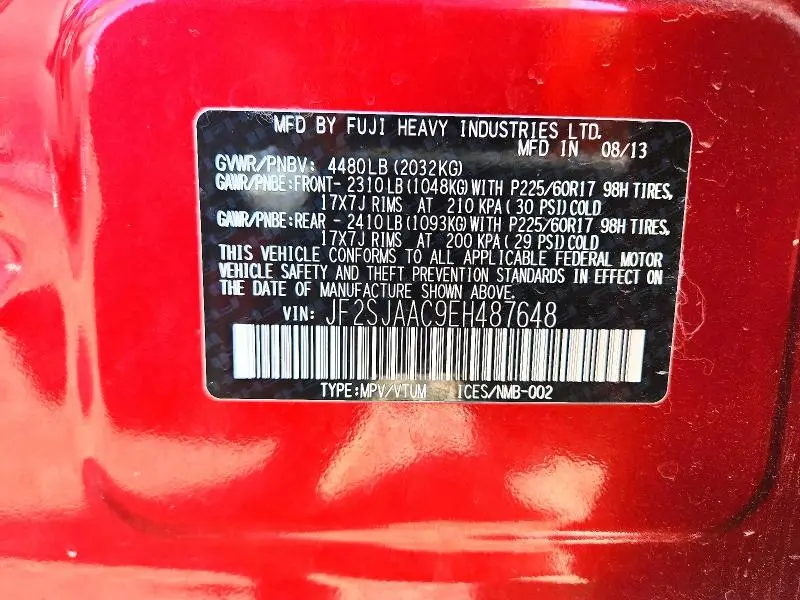 MFD BY FUJI HEAVY INDUSTRIES LTD.
MFD IN 08/13
GVWR/PNBV: 4480LB (2032KG)
GAWR/PNBE:FRONT- 2310LB (1048KG) WITH P225/60R17 98H TIRES,
17X7J RIMS AT 210 KPA (30 PSI) COLD
GAWR/PNBE:REAR - 2410LB (1093KG) WITH P225/60R17 98H TIRES,
17X7J RIMS AT 200 KPA (29 PSI) COLD
THIS VEHICLE CONFORMS TO ALL APPLICABLE FEDERAL MOTOR
VEHICLE SAFETY AND THEFT PREVENTION STANDARDS IN EFFECT ON
THE DATE OF MANUFACTURE SHOWN ABOVE.
VIN: JF2SJAAC9EH487648
TYPE:MPV/VTUM ICES/NMB-002